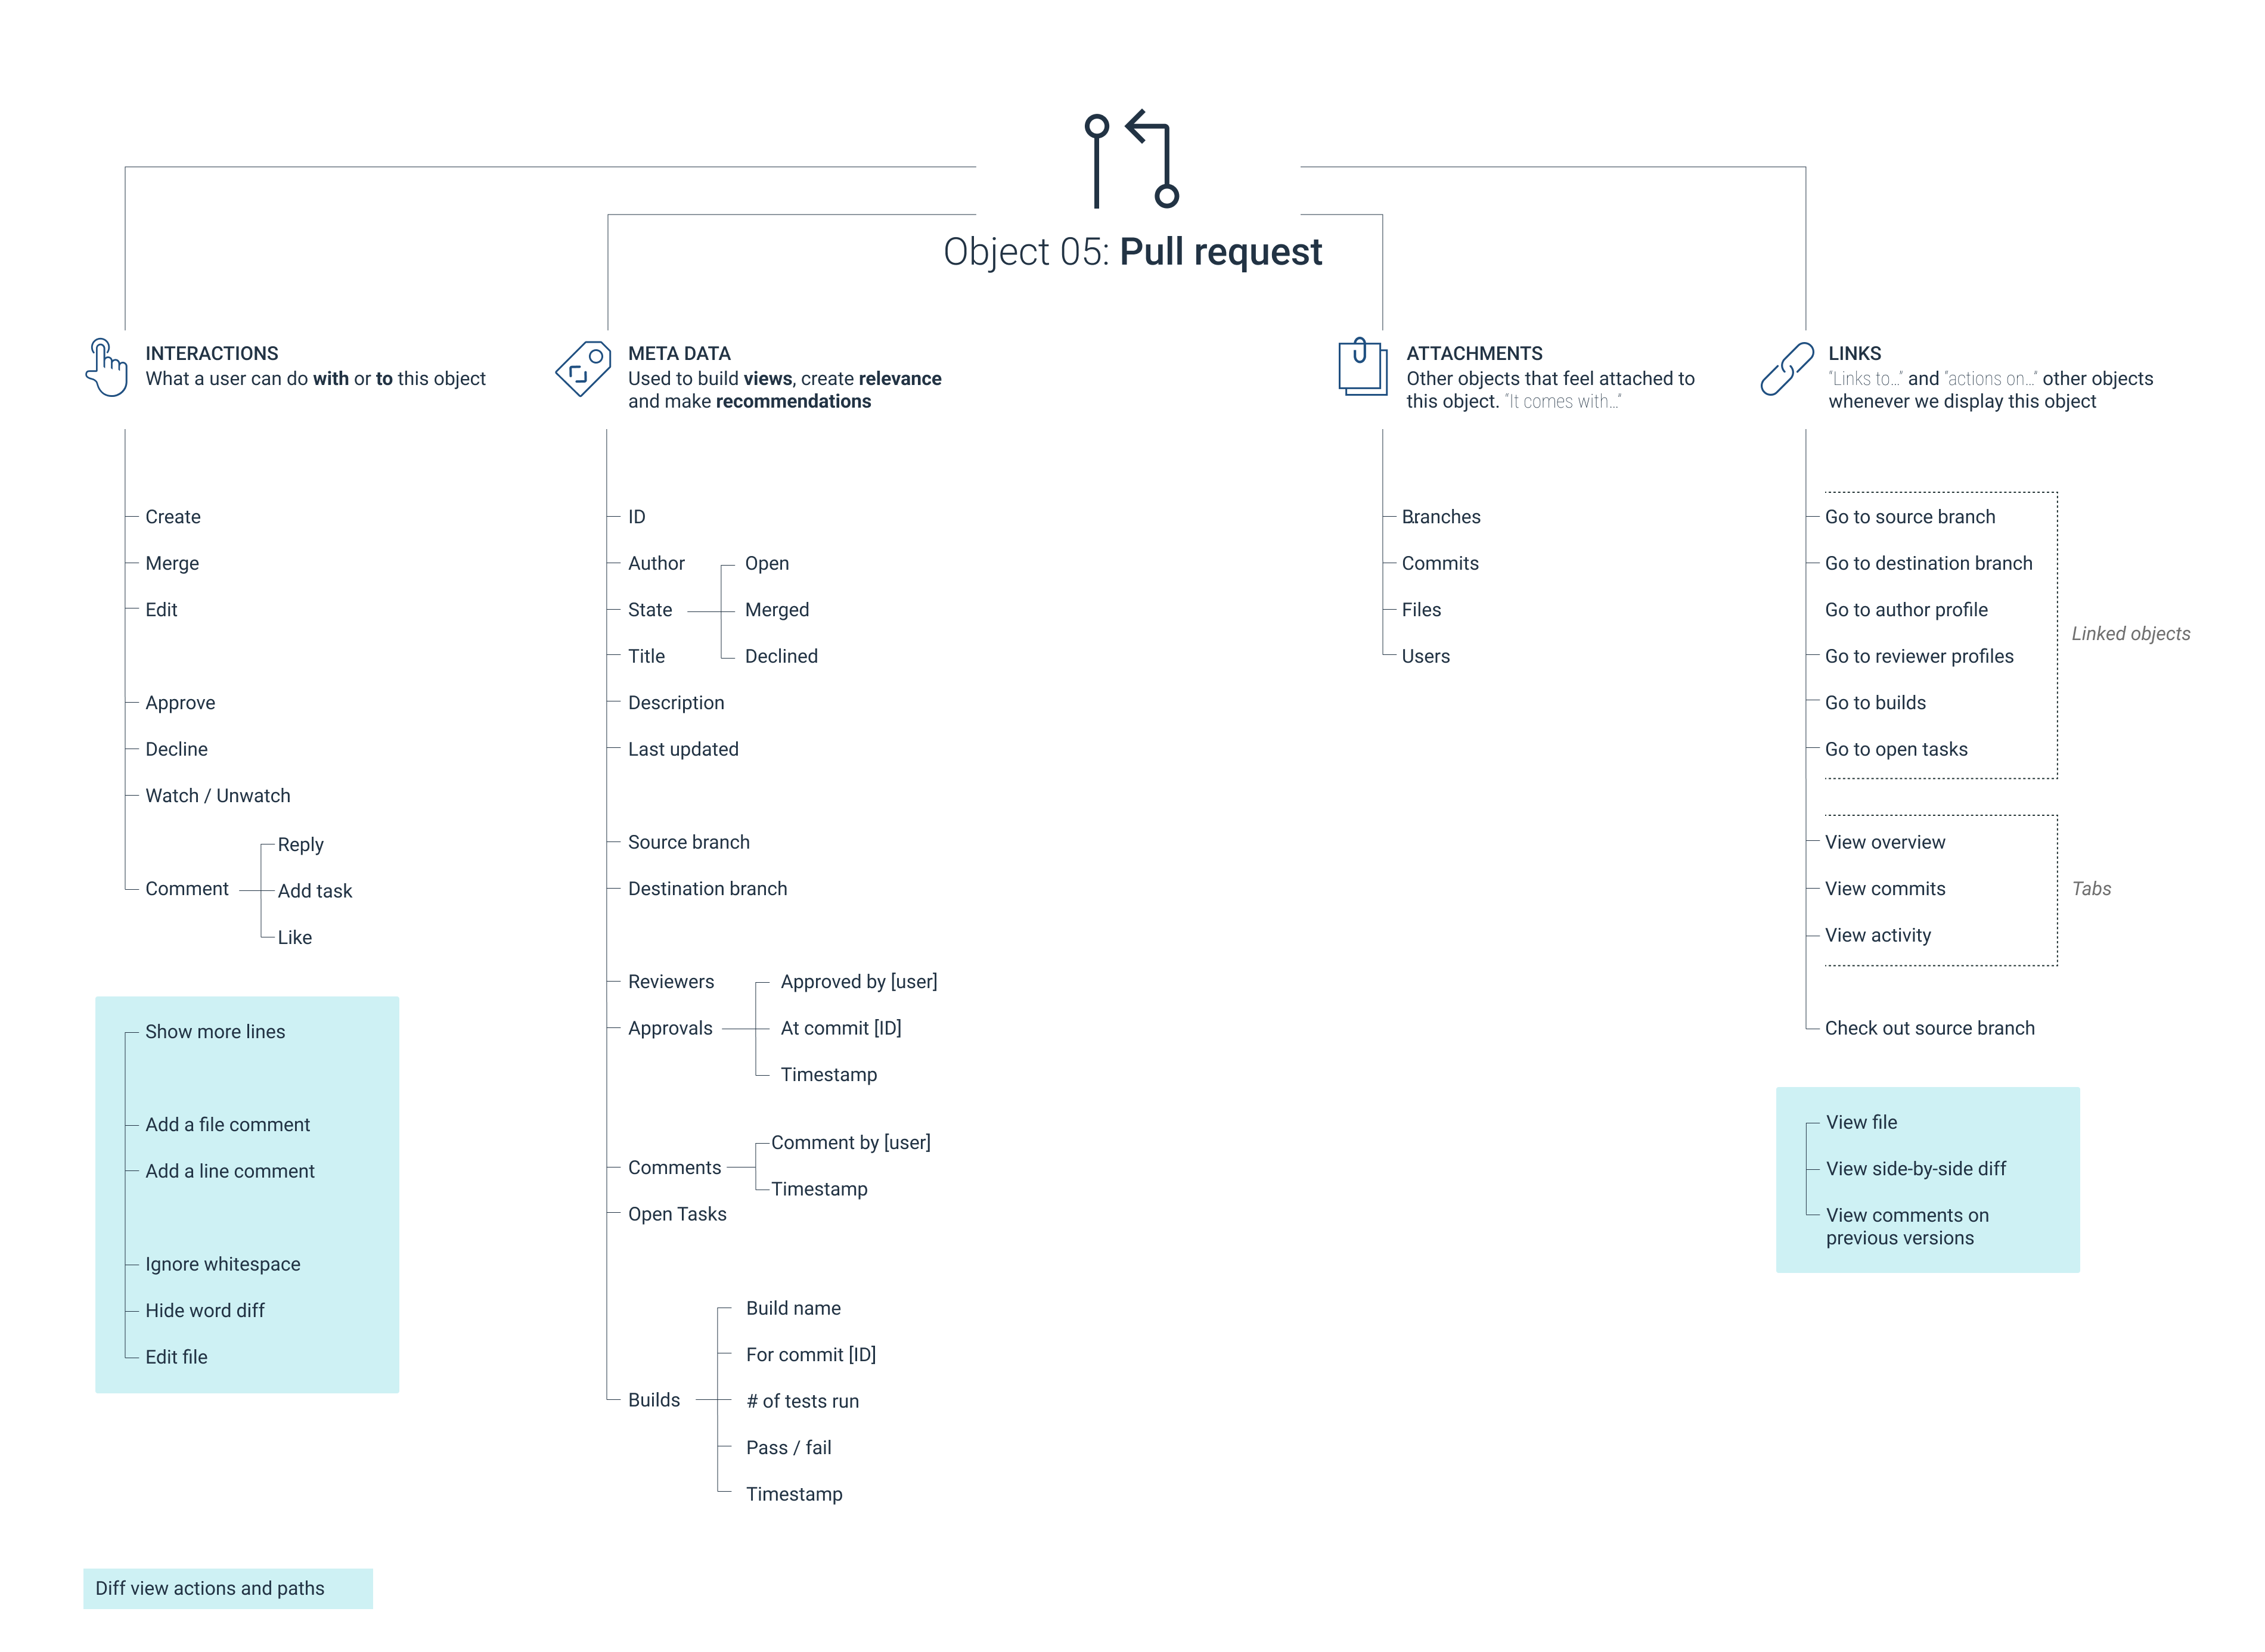 Object 05: Pull request
INTERACTIONS
What a user can do with or to this object
Create
Merge
Edit
Approve
Decline
Watch / Unwatch
Comment
Reply
Add task
Like
Show more lines
Add a file comment
Add a line comment
Ignore whitespace
Hide word diff
Edit file
META DATA
Used to build views, create relevance
and make recommendations
ID
Author
State
Open
Merged
Declined
Title
Description
Last updated
Source branch
Destination branch
Reviewers
Approvals
Approved by [user]
At commit [ID]
Timestamp
Comments
Comment by [user]
Timestamp
Open Tasks
Builds
Build name
For commit [ID]
# of tests run
Pass / fail
Timestamp
ATTACHMENTS
Other objects that feel attached to
this object. “It comes with...“
Branches
Commits
Files
Users
LINKS
“Links to...“ and “actions on...“ other objects
whenever we display this object
Go to source branch
Go to destination branch
Go to author profile
Go to reviewer profiles
Go to builds
Go to open tasks
Linked objects
View overview
View commits
View activity
Tabs
Check out source branch
View file
View side-by-side diff
View comments on
previous versions
Diff view actions and paths